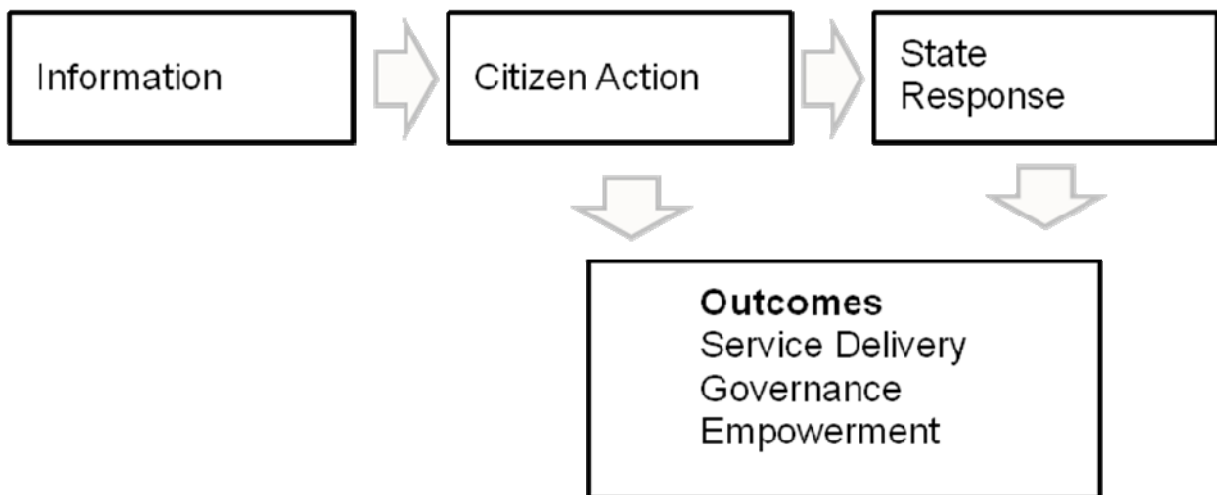 Information
Citizen Action
State
Response
Outcomes
Service Delivery
Governance
Empowerment